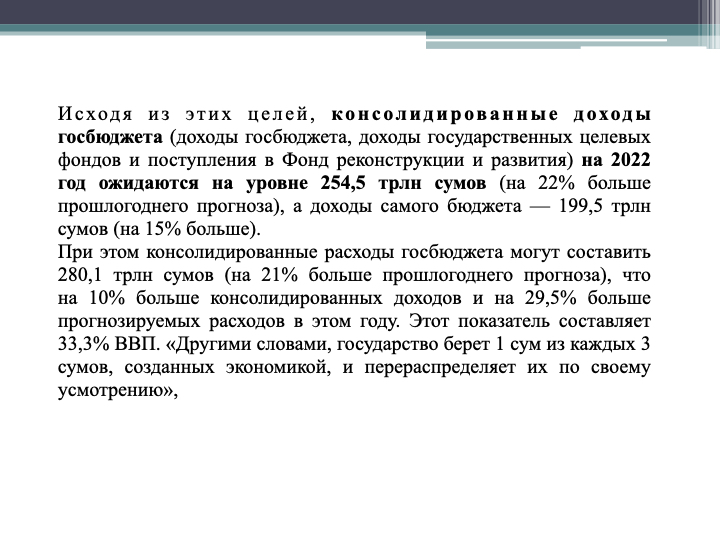 Исходя из этих целей, консолидированные доходы
госбюджета (доходы госбюджета, доходы государственных целевых
фондов и поступления в Фонд реконструкции и развития) на 2022
год ожидаются на уровне 254,5 трлн сумов (на 22% больше
прошлогоднего прогноза), а доходы самого бюджета — 199,5 трлн
сумов (на 15% больше).
При этом консолидированные расходы госбюджета могут составить
280,1 трлн сумов (на 21% больше прошлогоднего прогноза), что
на 10% больше консолидированных доходов и на 29,5% больше
прогнозируемых расходов в этом году. Этот показатель составляет
33,3% ВВП. «Другими словами, государство берет 1 сум из каждых 3
сумов, созданных экономикой, и перераспределяет их по своему
усмотрению»,